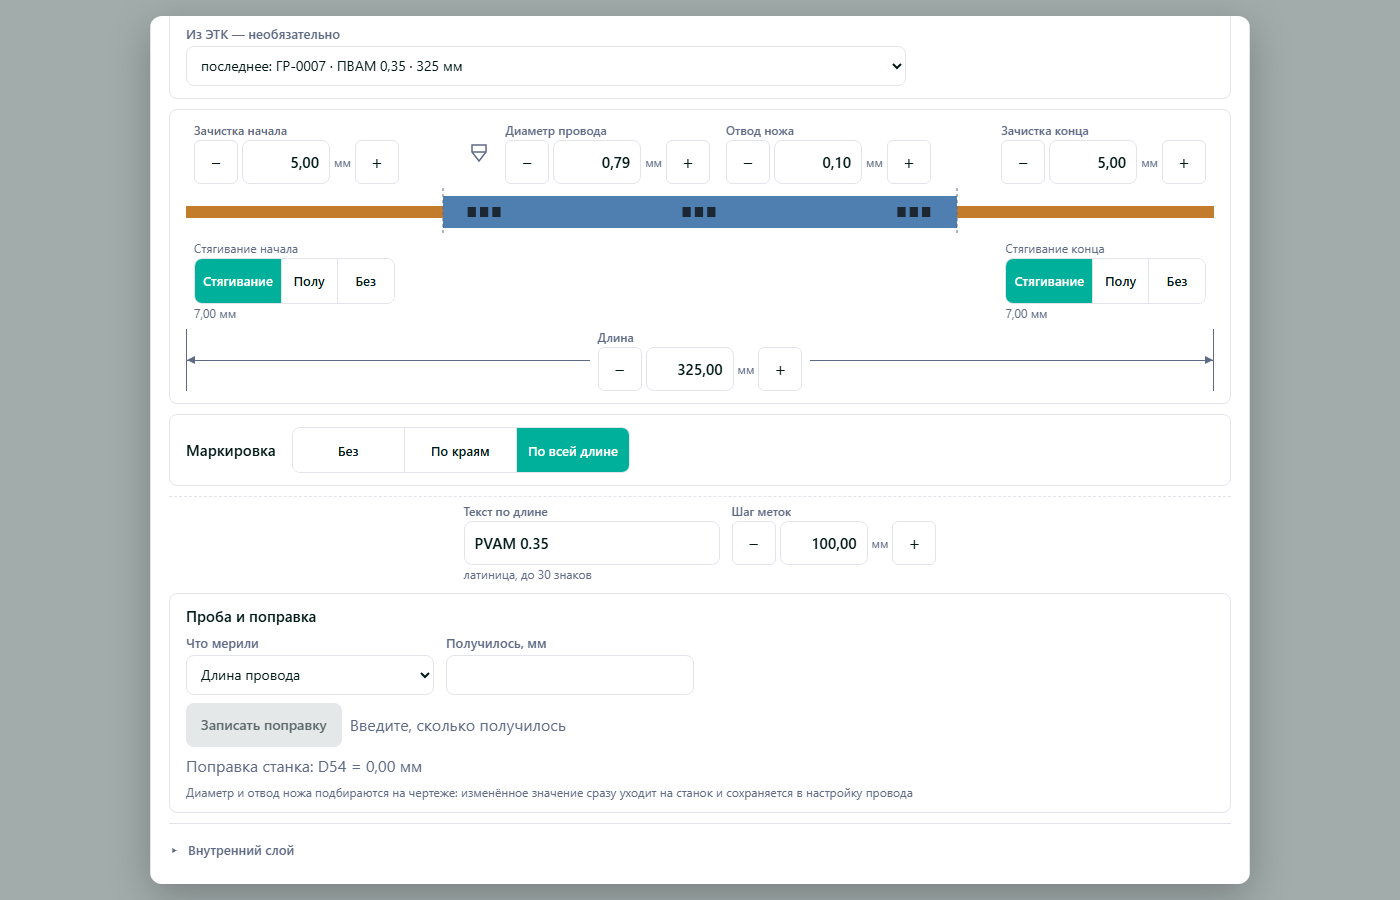 Из ЭТК — необязательно
последнее: ГР-0007 · ПВАМ 0,35 · 325 мм
Зачистка начала
Диаметр провода
Отвод ножа
Зачистка конца
− 5,00 мм +
− 0,79 мм +
− 0,10 мм +
− 5,00 мм +
Стягивание начала
Стягивание конца
Стягивание Полу Без
Стягивание Полу Без
7,00 мм
7,00 мм
Длина
− 325,00 мм +
Маркировка Без По краям По всей длине
Текст по длине
Шаг меток
PVAM 0.35
− 100,00 мм +
латиница, до 30 знаков
Проба и поправка
Что мерили
Получилось, мм
Длина провода
Записать поправку Введите, сколько получилось
Поправка станка: D54 = 0,00 мм
Диаметр и отвод ножа подбираются на чертеже: изменённое значение сразу уходит на станок и сохраняется в настройку провода
Внутренний слой